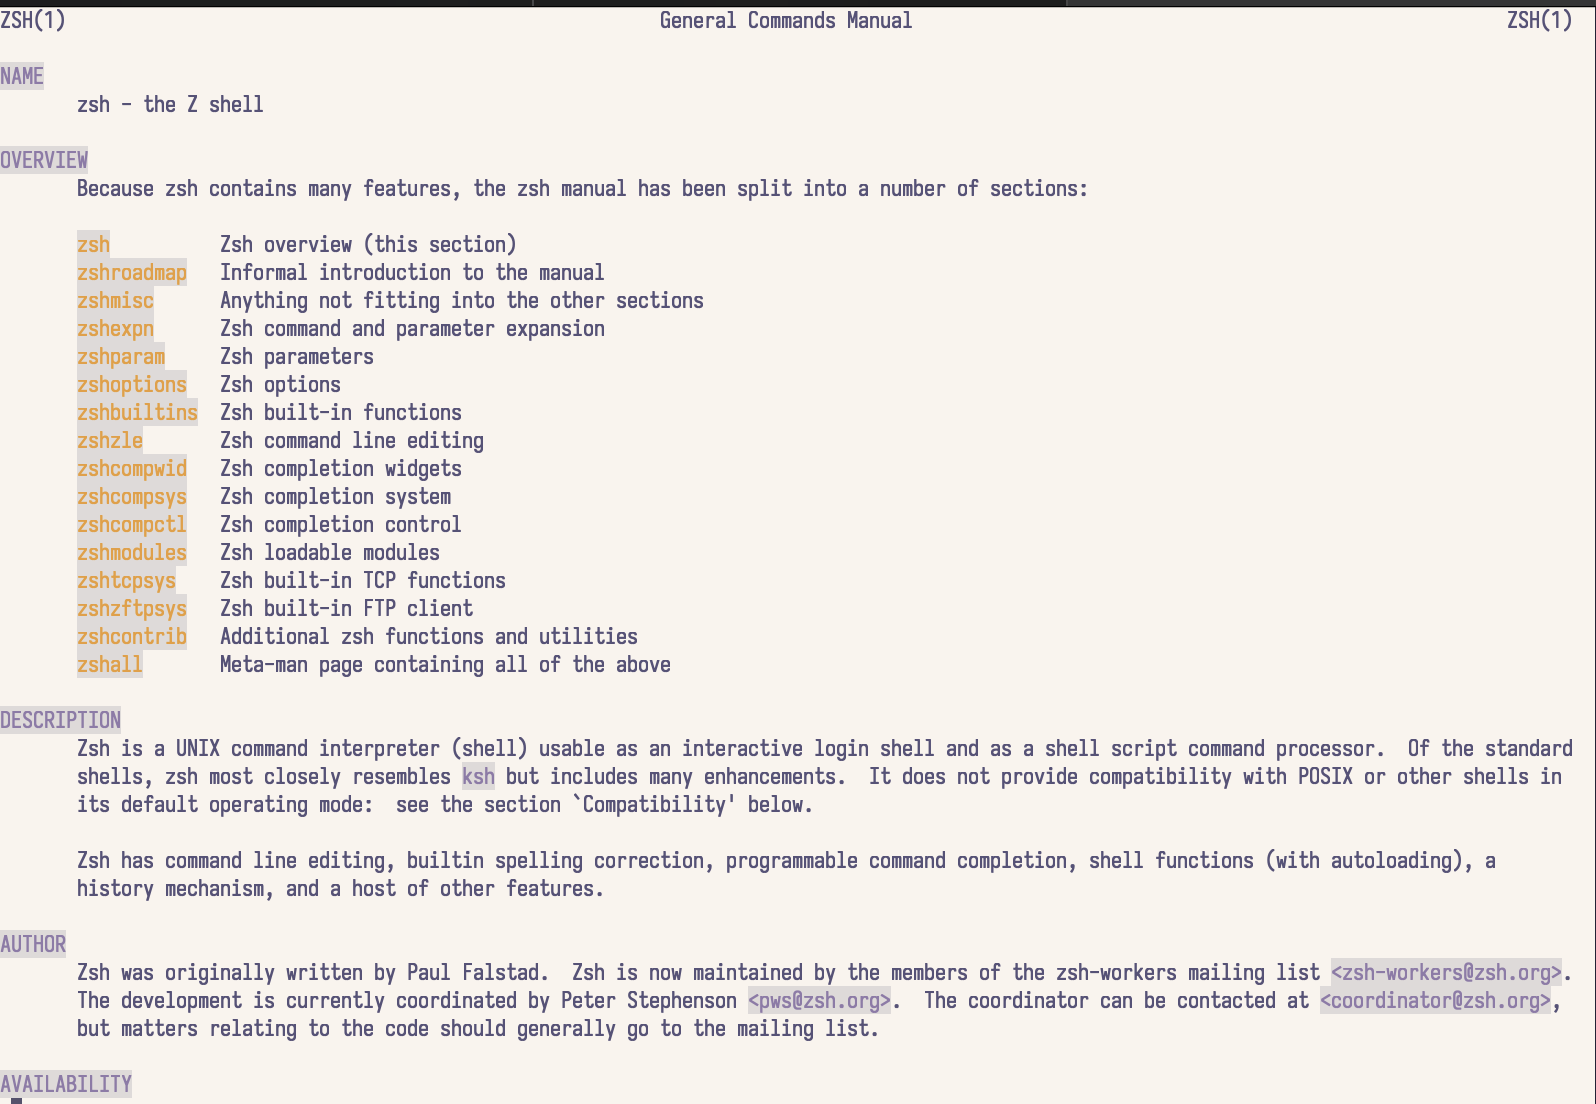 ZSH(1) General Commands Manual ZSH(1)
NAME
zsh - the Z shell
OVERVIEW
Because zsh contains many features, the zsh manual has been split into a number of sections:
zsh Zsh overview (this section)
zshroadmap Informal introduction to the manual
zshmisc Anything not fitting into the other sections
zshexpn Zsh command and parameter expansion
zshparam Zsh parameters
zshoptions Zsh options
zshbuiltins Zsh built-in functions
zshzle Zsh command line editing
zshcompwid Zsh completion widgets
zshcompsys Zsh completion system
zshcompctl Zsh completion control
zshmodules Zsh loadable modules
zshtcpsys Zsh built-in TCP functions
zshzftpsys Zsh built-in FTP client
zshcontrib Additional zsh functions and utilities
zshall Meta-man page containing all of the above
DESCRIPTION
Zsh is a UNIX command interpreter (shell) usable as an interactive login shell and as a shell script command processor.  Of the standard
shells, zsh most closely resembles ksh but includes many enhancements.  It does not provide compatibility with POSIX or other shells in
its default operating mode:  see the section `Compatibility' below.
Zsh has command line editing, builtin spelling correction, programmable command completion, shell functions (with autoloading), a
history mechanism, and a host of other features.
AUTHOR
Zsh was originally written by Paul Falstad.  Zsh is now maintained by the members of the zsh-workers mailing list <zsh-workers@zsh.org>.
The development is currently coordinated by Peter Stephenson <pws@zsh.org>.  The coordinator can be contacted at <coordinator@zsh.org>,
but matters relating to the code should generally go to the mailing list.
AVAILABILITY